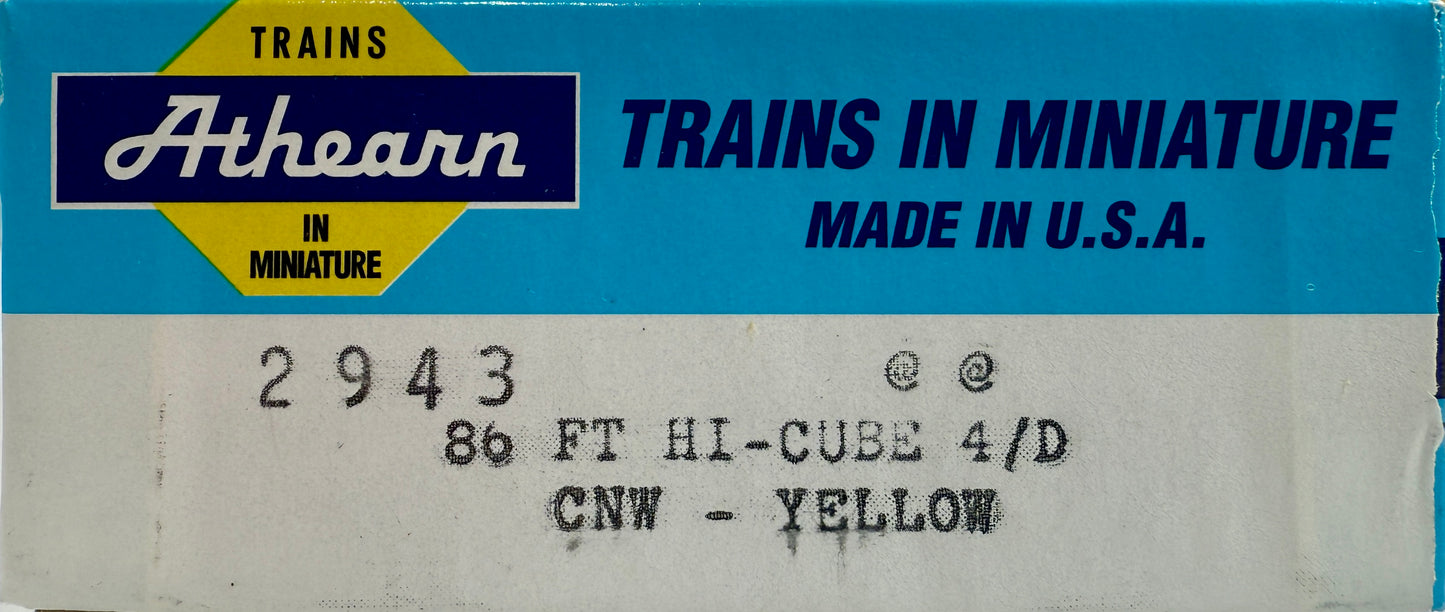 TRAINS
Athearn
IN
MINIATURE
TRAINS IN MINIATURE
MADE IN U.S.A.
2943 @ @
86 FT HI-CUBE 4/D
CNW - YELLOW